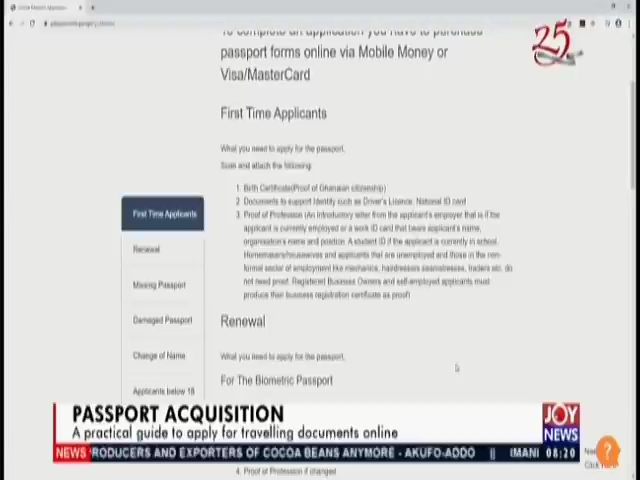 To complete an application you have to purchase
25
passport forms online via Mobile Money or
Visa/MasterCard
First Time Applicants
What you need to apply for the passport.
Scan and attach the following:
1. Birth Certificate(Proof of Ghanaian citizenship)
2. Documents to support Identity such as Driver's Licence, National ID card
3. Proof of Profession (An Introductory letter from the applicant's employer that is if the
applicant is currently employed or a work ID card that bears applicant's name,
organisation's name and position. A student ID if the applicant is currently in school.
Homemakers/housewives and applicants that are unemployed and those in the non-
formal sector of employment like mechanics, hairdressers seamstresses, traders etc. do
not need proof. Registered Business Owners and self-employed applicants must
produce their business registration certificate as proof)
First Time Applicants
Renewal
Missing Passport
Damaged Passport
Change of Name
Applicants below 18
Renewal
What you need to apply for the passport.
For The Biometric Passport
PASSPORT ACQUISITION
A practical guide to apply for travelling documents online
JOY
NEWS
NEWS RODUCERS AND EXPORTERS OF COCOA BEANS ANYMORE - AKUFO-ADDO || IMANI 08:20
?
4. Proof of Profession if changed
Click